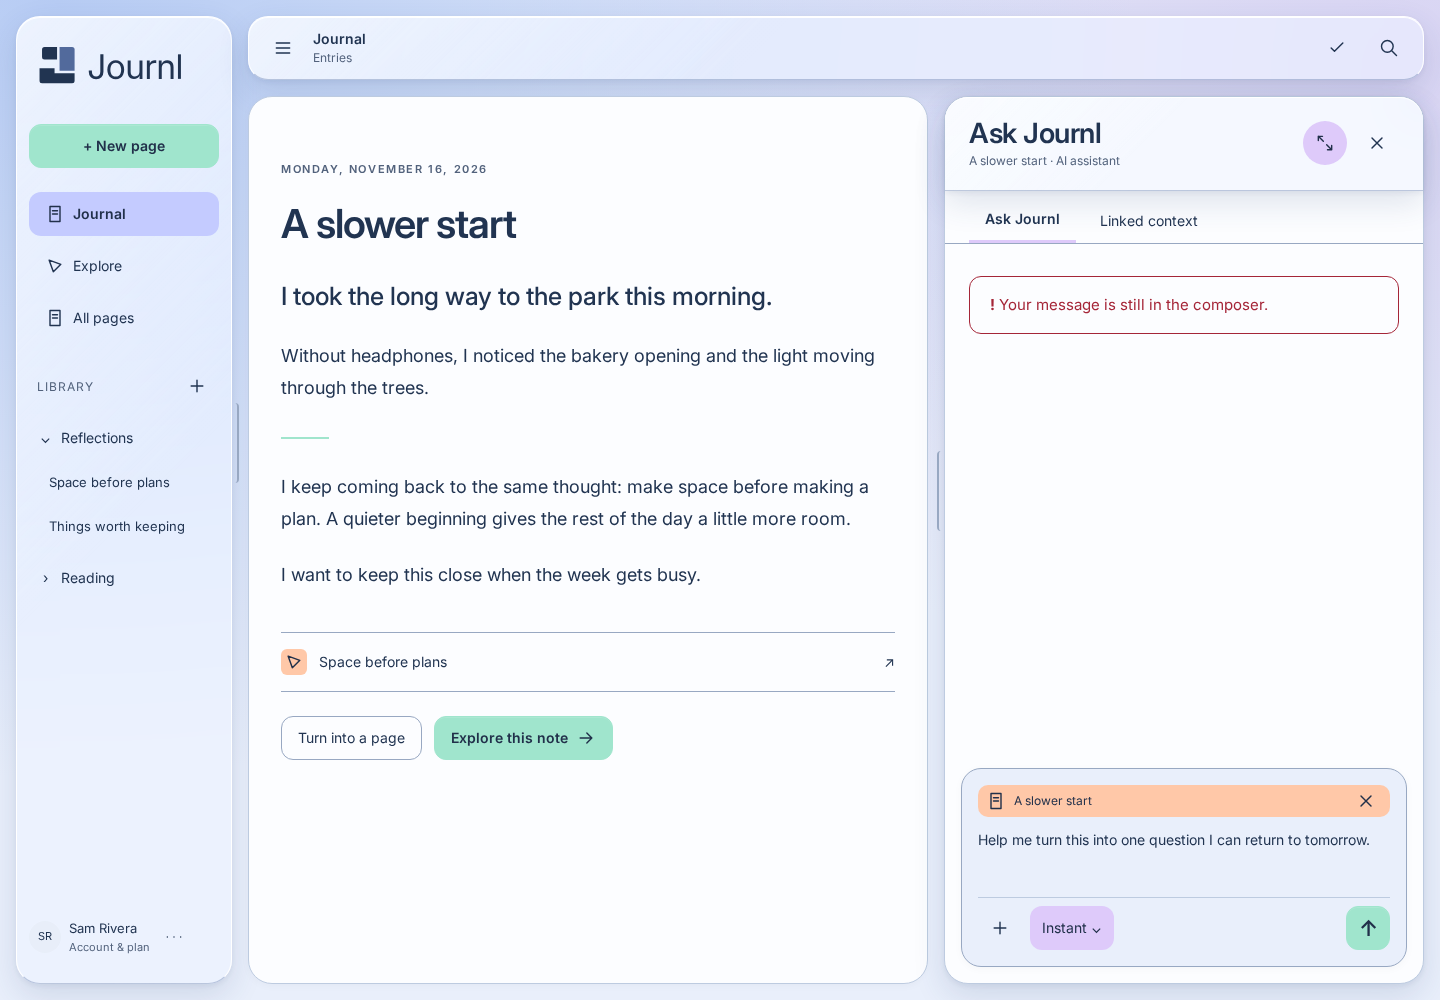 Journl
+ New page
Journal
Explore
All pages
LIBRARY
Reflections
Space before plans
Things worth keeping
Reading
SR
Sam Rivera
Account & plan
Journal
Entries
MONDAY, NOVEMBER 16, 2026
A slower start
I took the long way to the park this morning.
Without headphones, I noticed the bakery opening and the light moving
through the trees.
I keep coming back to the same thought: make space before making a
plan. A quieter beginning gives the rest of the day a little more room.
I want to keep this close when the week gets busy.
Space before plans
Turn into a page
Explore this note
Ask Journl
A slower start · AI assistant
Ask Journl
Linked context
! Your message is still in the composer.
A slower start
Help me turn this into one question I can return to tomorrow.
Instant